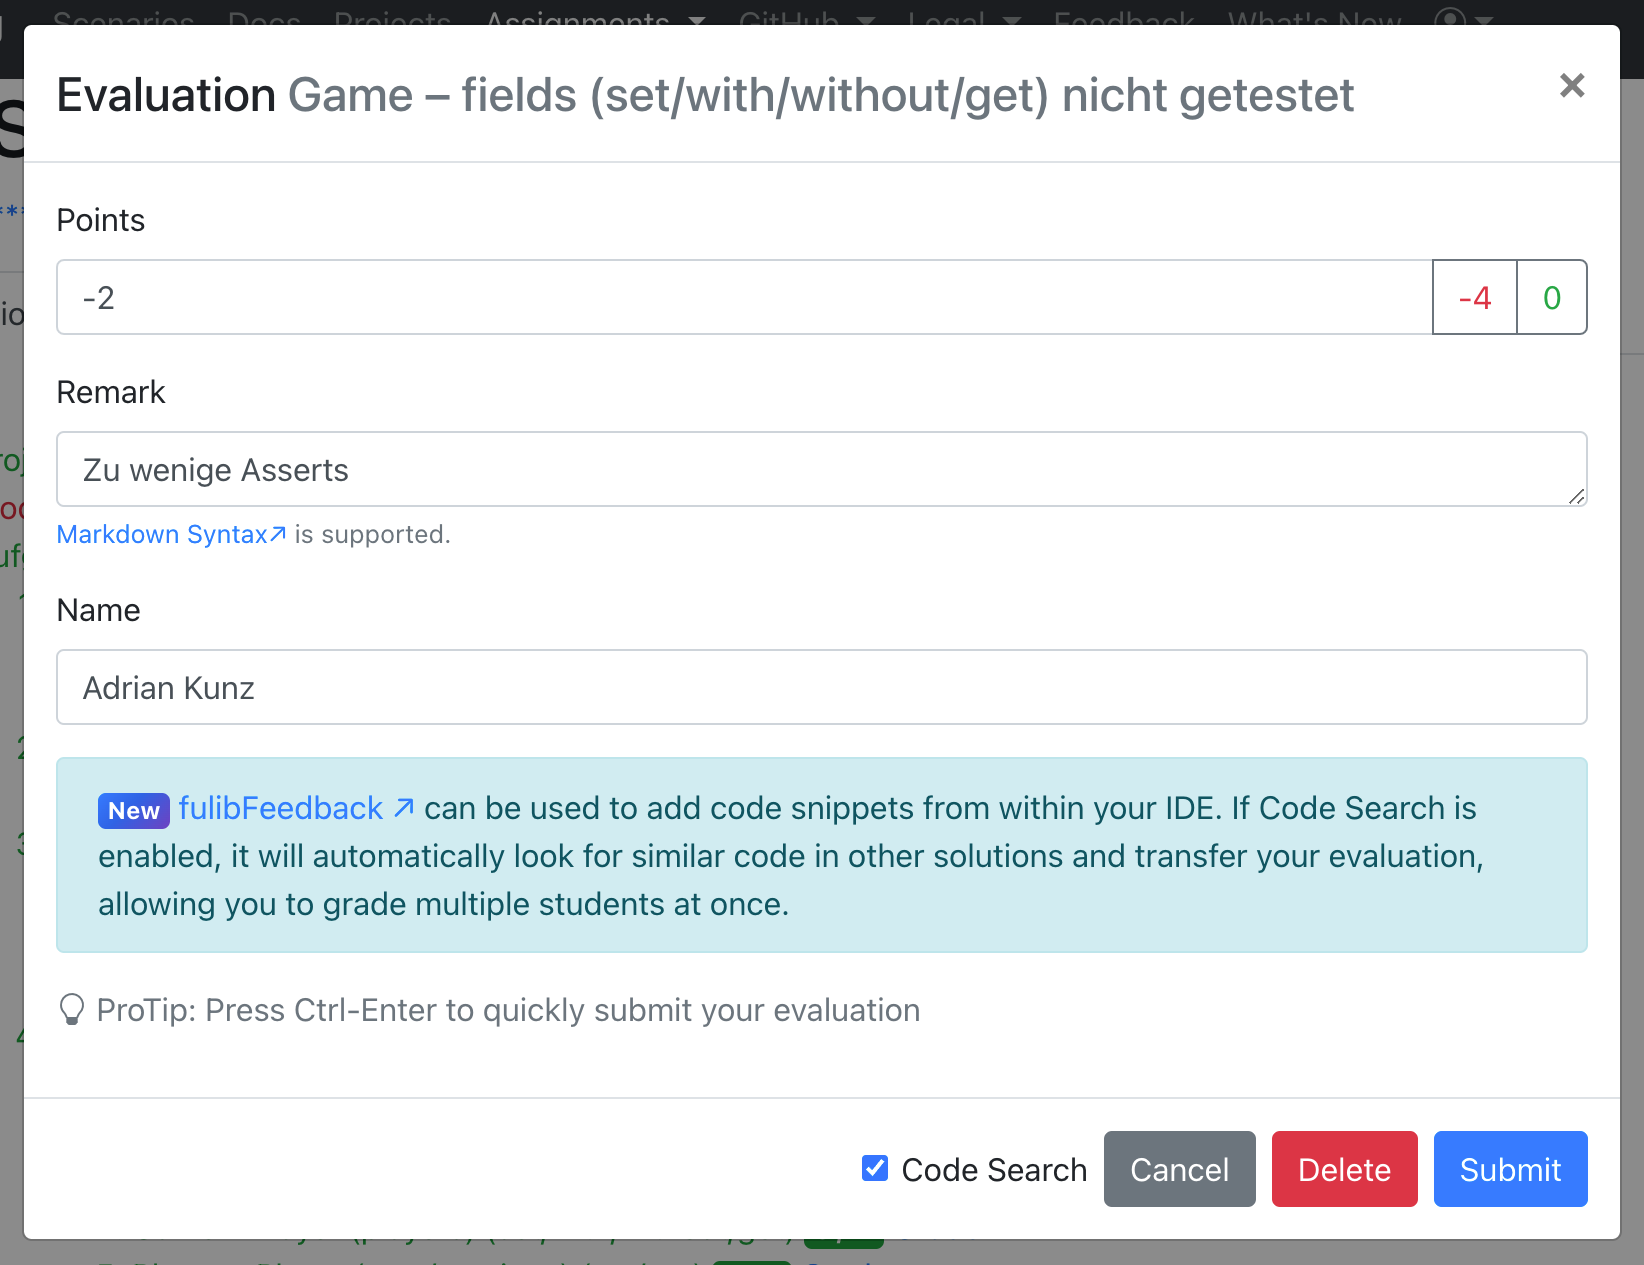 Scenarios Docs Projects Assignments GitHub Legal Feedback What's New
Evaluation Game – fields (set/with/without/get) nicht getestet ×
Points
-2 -4 0
Remark
Zu wenige Asserts
Markdown Syntax↗ is supported.
Name
Adrian Kunz
New fulibFeedback ↗ can be used to add code snippets from within your IDE. If Code Search is
enabled, it will automatically look for similar code in other solutions and transfer your evaluation,
allowing you to grade multiple students at once.
ProTip: Press Ctrl-Enter to quickly submit your evaluation
Code Search Cancel Delete Submit